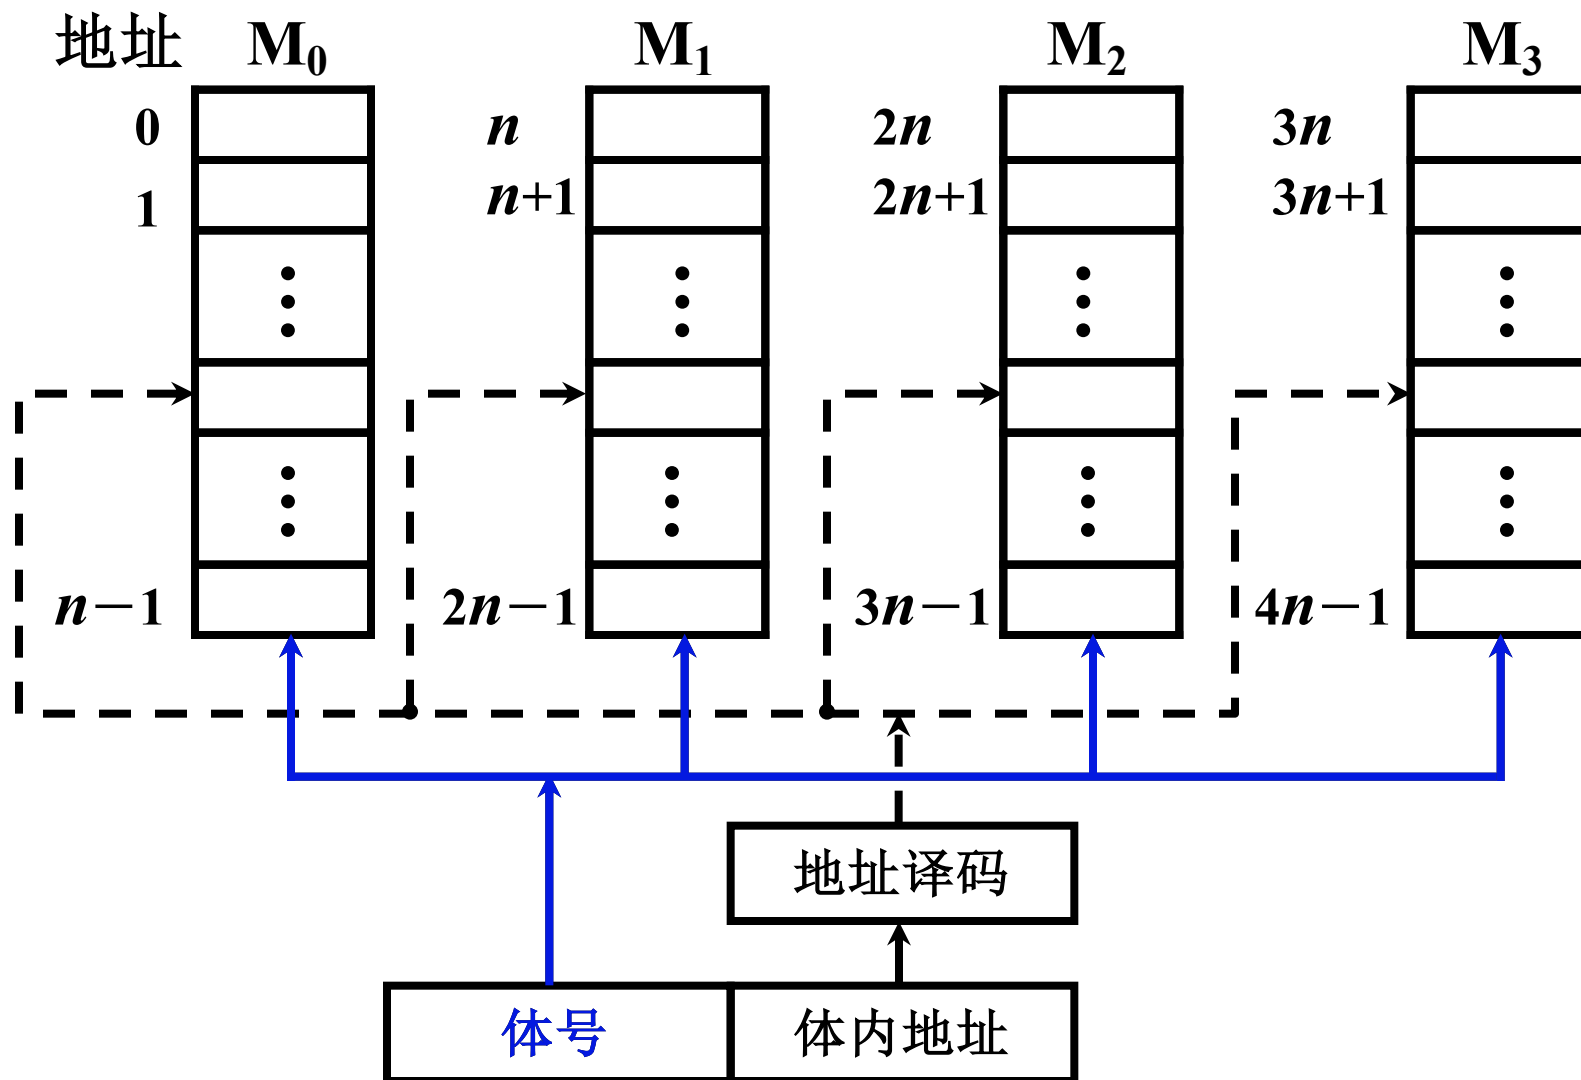 地址 M₀ M₁ M₂ M₃
0 n 2n 3n
1 n+1 2n+1 3n+1
n−1 2n−1 3n−1 4n−1
地址译码
体号 体内地址